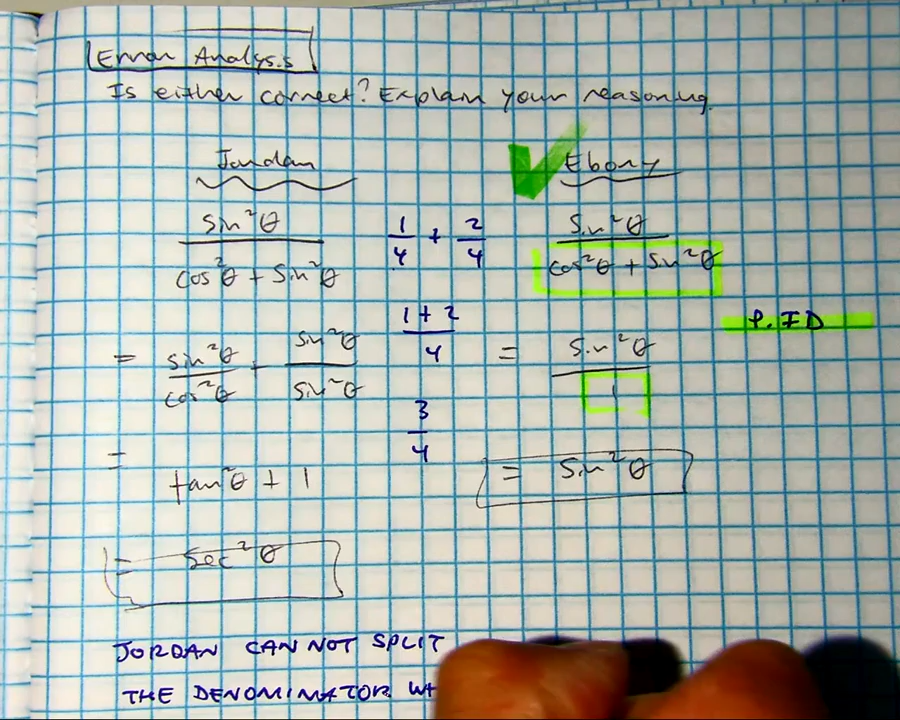 Error Analysis
Is either correct? Explain your reasoning.
Jordan
sin²θ
cos²θ + sin²θ
= sin²θ/cos²θ + sin²θ/sin²θ
=
tan²θ + 1
= sec²θ
1/4 + 2/4
1 + 2
4
3
4
Ebony
sin²θ
cos²θ + sin²θ
= sin²θ
1
= sin²θ
P. ID
JORDAN CAN NOT SPLIT
THE DENOMINATOR